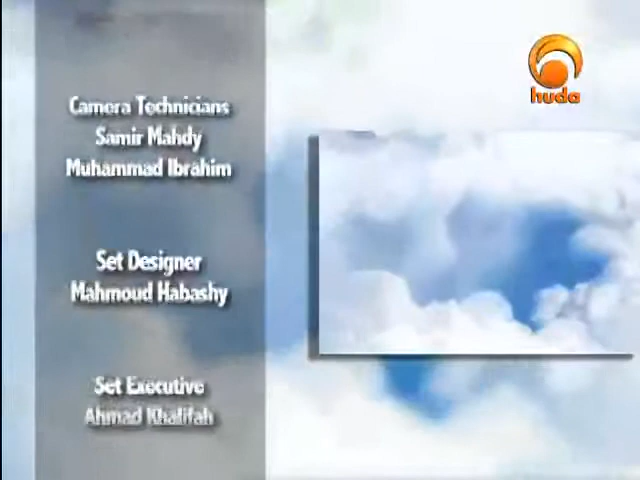 huda
Camera Technicians
Samir Mahdy
Muhammad Ibrahim
Set Designer
Mahmoud Habashy
Set Executive
Ahmad Khalifah